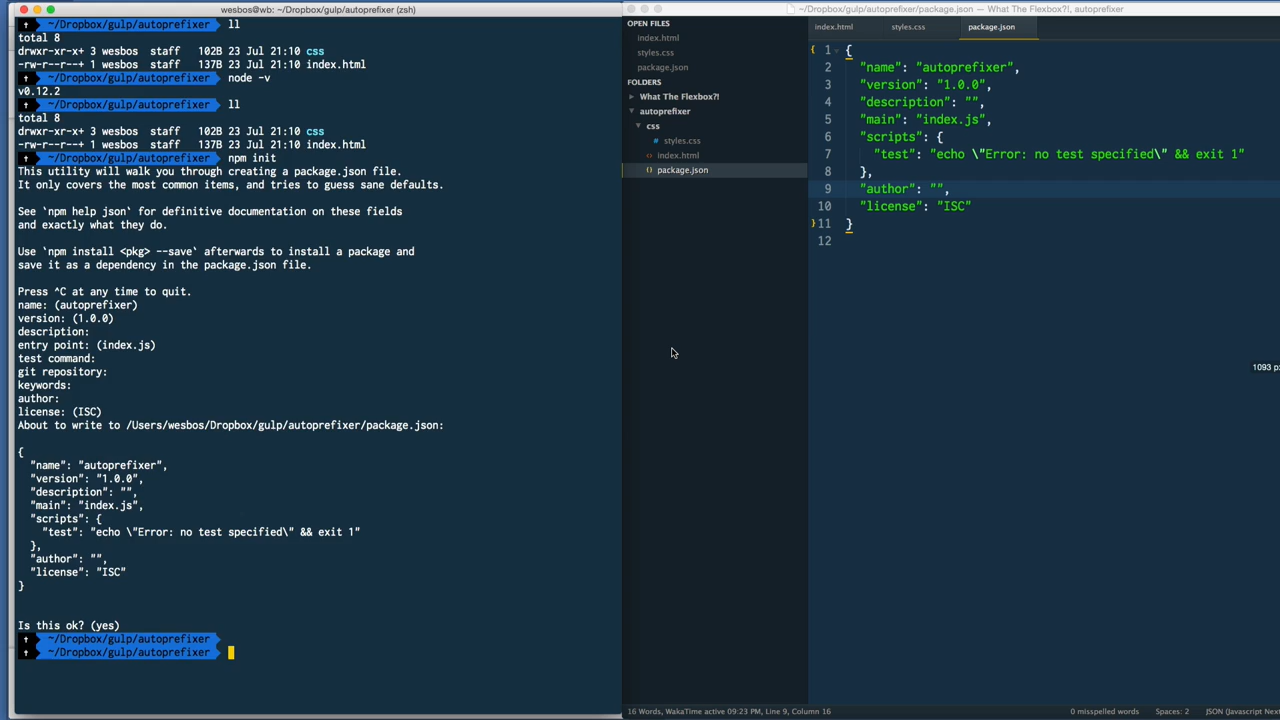 wesbos@wb: ~/Dropbox/gulp/autoprefixer (zsh)
~/Dropbox/gulp/autoprefixer ll
total 8
drwxr-xr-x+ 3 wesbos  staff   102B 23 Jul 21:10 css
-rw-r--r--+ 1 wesbos  staff   137B 23 Jul 21:10 index.html
~/Dropbox/gulp/autoprefixer node -v
v0.12.2
~/Dropbox/gulp/autoprefixer ll
total 8
drwxr-xr-x+ 3 wesbos  staff   102B 23 Jul 21:10 css
-rw-r--r--+ 1 wesbos  staff   137B 23 Jul 21:10 index.html
~/Dropbox/gulp/autoprefixer npm init
This utility will walk you through creating a package.json file.
It only covers the most common items, and tries to guess sane defaults.
See `npm help json` for definitive documentation on these fields
and exactly what they do.
Use `npm install <pkg> --save` afterwards to install a package and
save it as a dependency in the package.json file.
Press ^C at any time to quit.
name: (autoprefixer)
version: (1.0.0)
description:
entry point: (index.js)
test command:
git repository:
keywords:
author:
license: (ISC)
About to write to /Users/wesbos/Dropbox/gulp/autoprefixer/package.json:
{
  "name": "autoprefixer",
  "version": "1.0.0",
  "description": "",
  "main": "index.js",
  "scripts": {
    "test": "echo \"Error: no test specified\" && exit 1"
  },
  "author": "",
  "license": "ISC"
}
Is this ok? (yes)
~/Dropbox/gulp/autoprefixer
~/Dropbox/gulp/autoprefixer
~/Dropbox/gulp/autoprefixer/package.json — What The Flexbox?!, autoprefixer
OPEN FILES
index.html
styles.css
package.json
FOLDERS
What The Flexbox?!
autoprefixer
css
styles.css
index.html
package.json
index.html styles.css package.json
1 {
2   "name": "autoprefixer",
3   "version": "1.0.0",
4   "description": "",
5   "main": "index.js",
6   "scripts": {
7     "test": "echo \"Error: no test specified\" && exit 1"
8   },
9   "author": "",
10   "license": "ISC"
11 }
12
1093 p
16 Words, WakaTime active 09:23 PM, Line 9, Column 16 0 misspelled words Spaces: 2 JSON (Javascript Nex